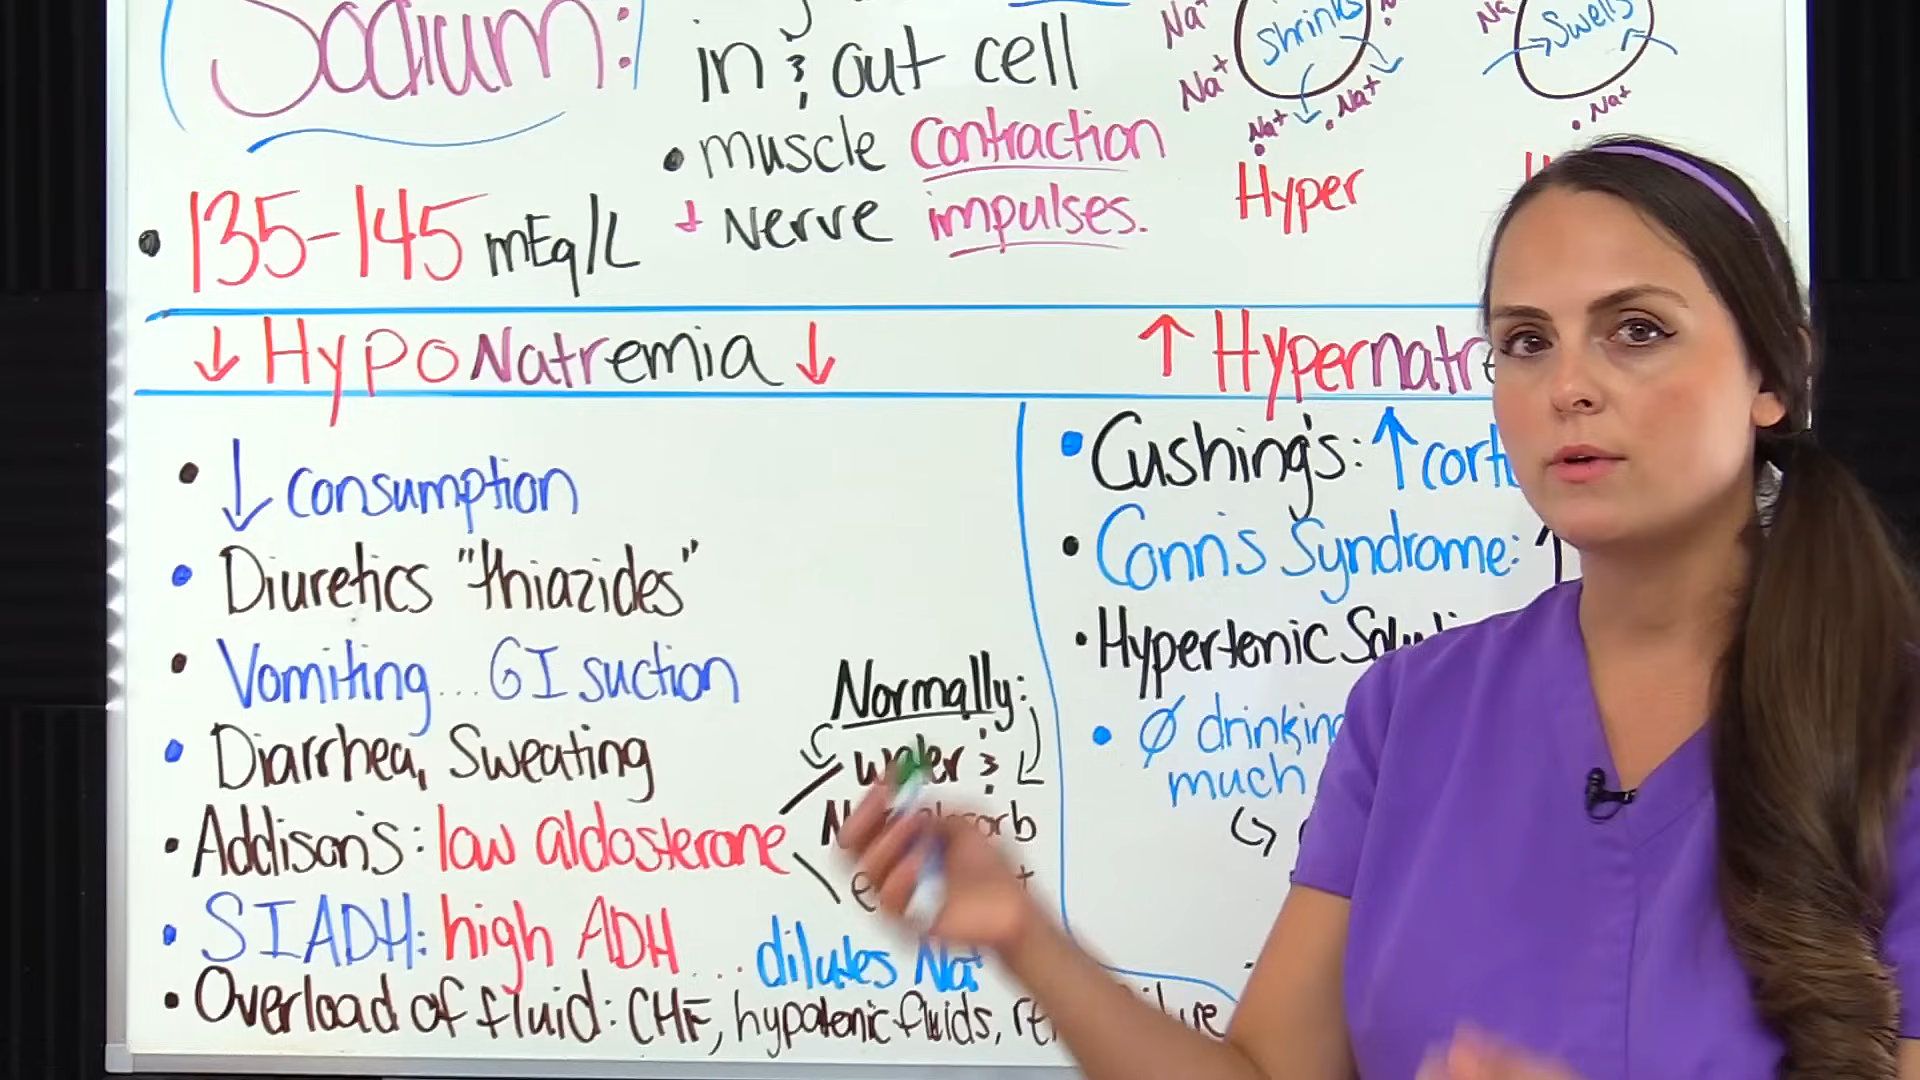 Sodium:
in & out cell
• muscle contraction
+ Nerve impulses.
• 135-145 mEq/L
Na+
Na+
Na+
Na+
Shrinks
Hyper
Na
Swells
Na+
↓ HypoNatremia ↓
↑ Hypernatre
• ↓ consumption
• Diuretics "thiazides"
• Vomiting...GI suction
• Diarrhea, Sweating
• Addison's: low aldosterone
• SIADH: high ADH ... dilutes Na+
• Overload of fluid: CHF, hypotonic fluids,
Normally:
water &
• Cushing's: ↑ cort
• Conn's Syndrome: ↑
• Hypertonic
• Ø drinking
much